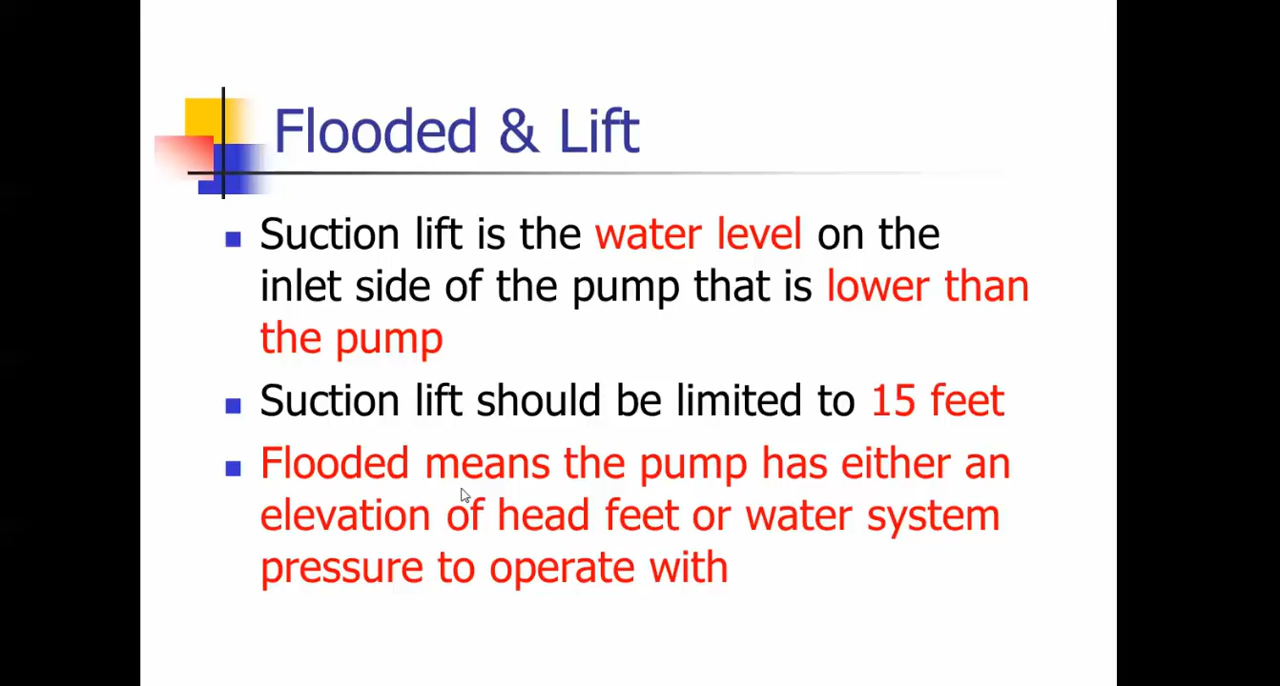 Flooded & Lift
Suction lift is the water level on the
inlet side of the pump that is lower than
the pump
Suction lift should be limited to 15 feet
Flooded means the pump has either an
elevation of head feet or water system
pressure to operate with